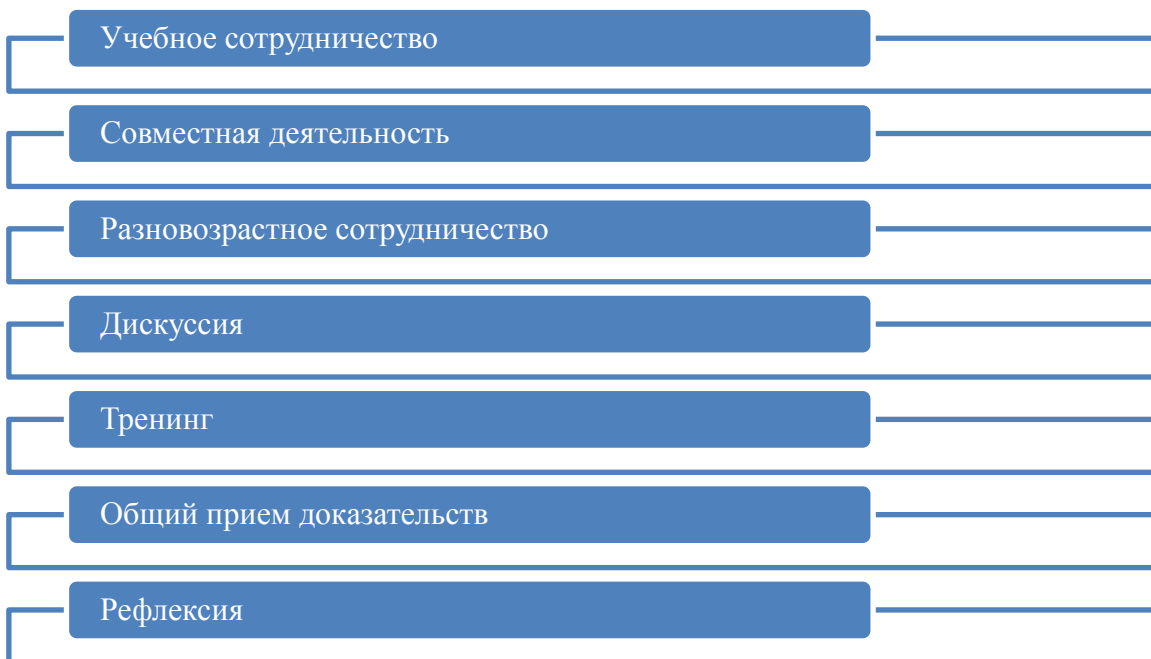 Учебное сотрудничество
Совместная деятельность
Разновозрастное сотрудничество
Дискуссия
Тренинг
Общий прием доказательств
Рефлексия